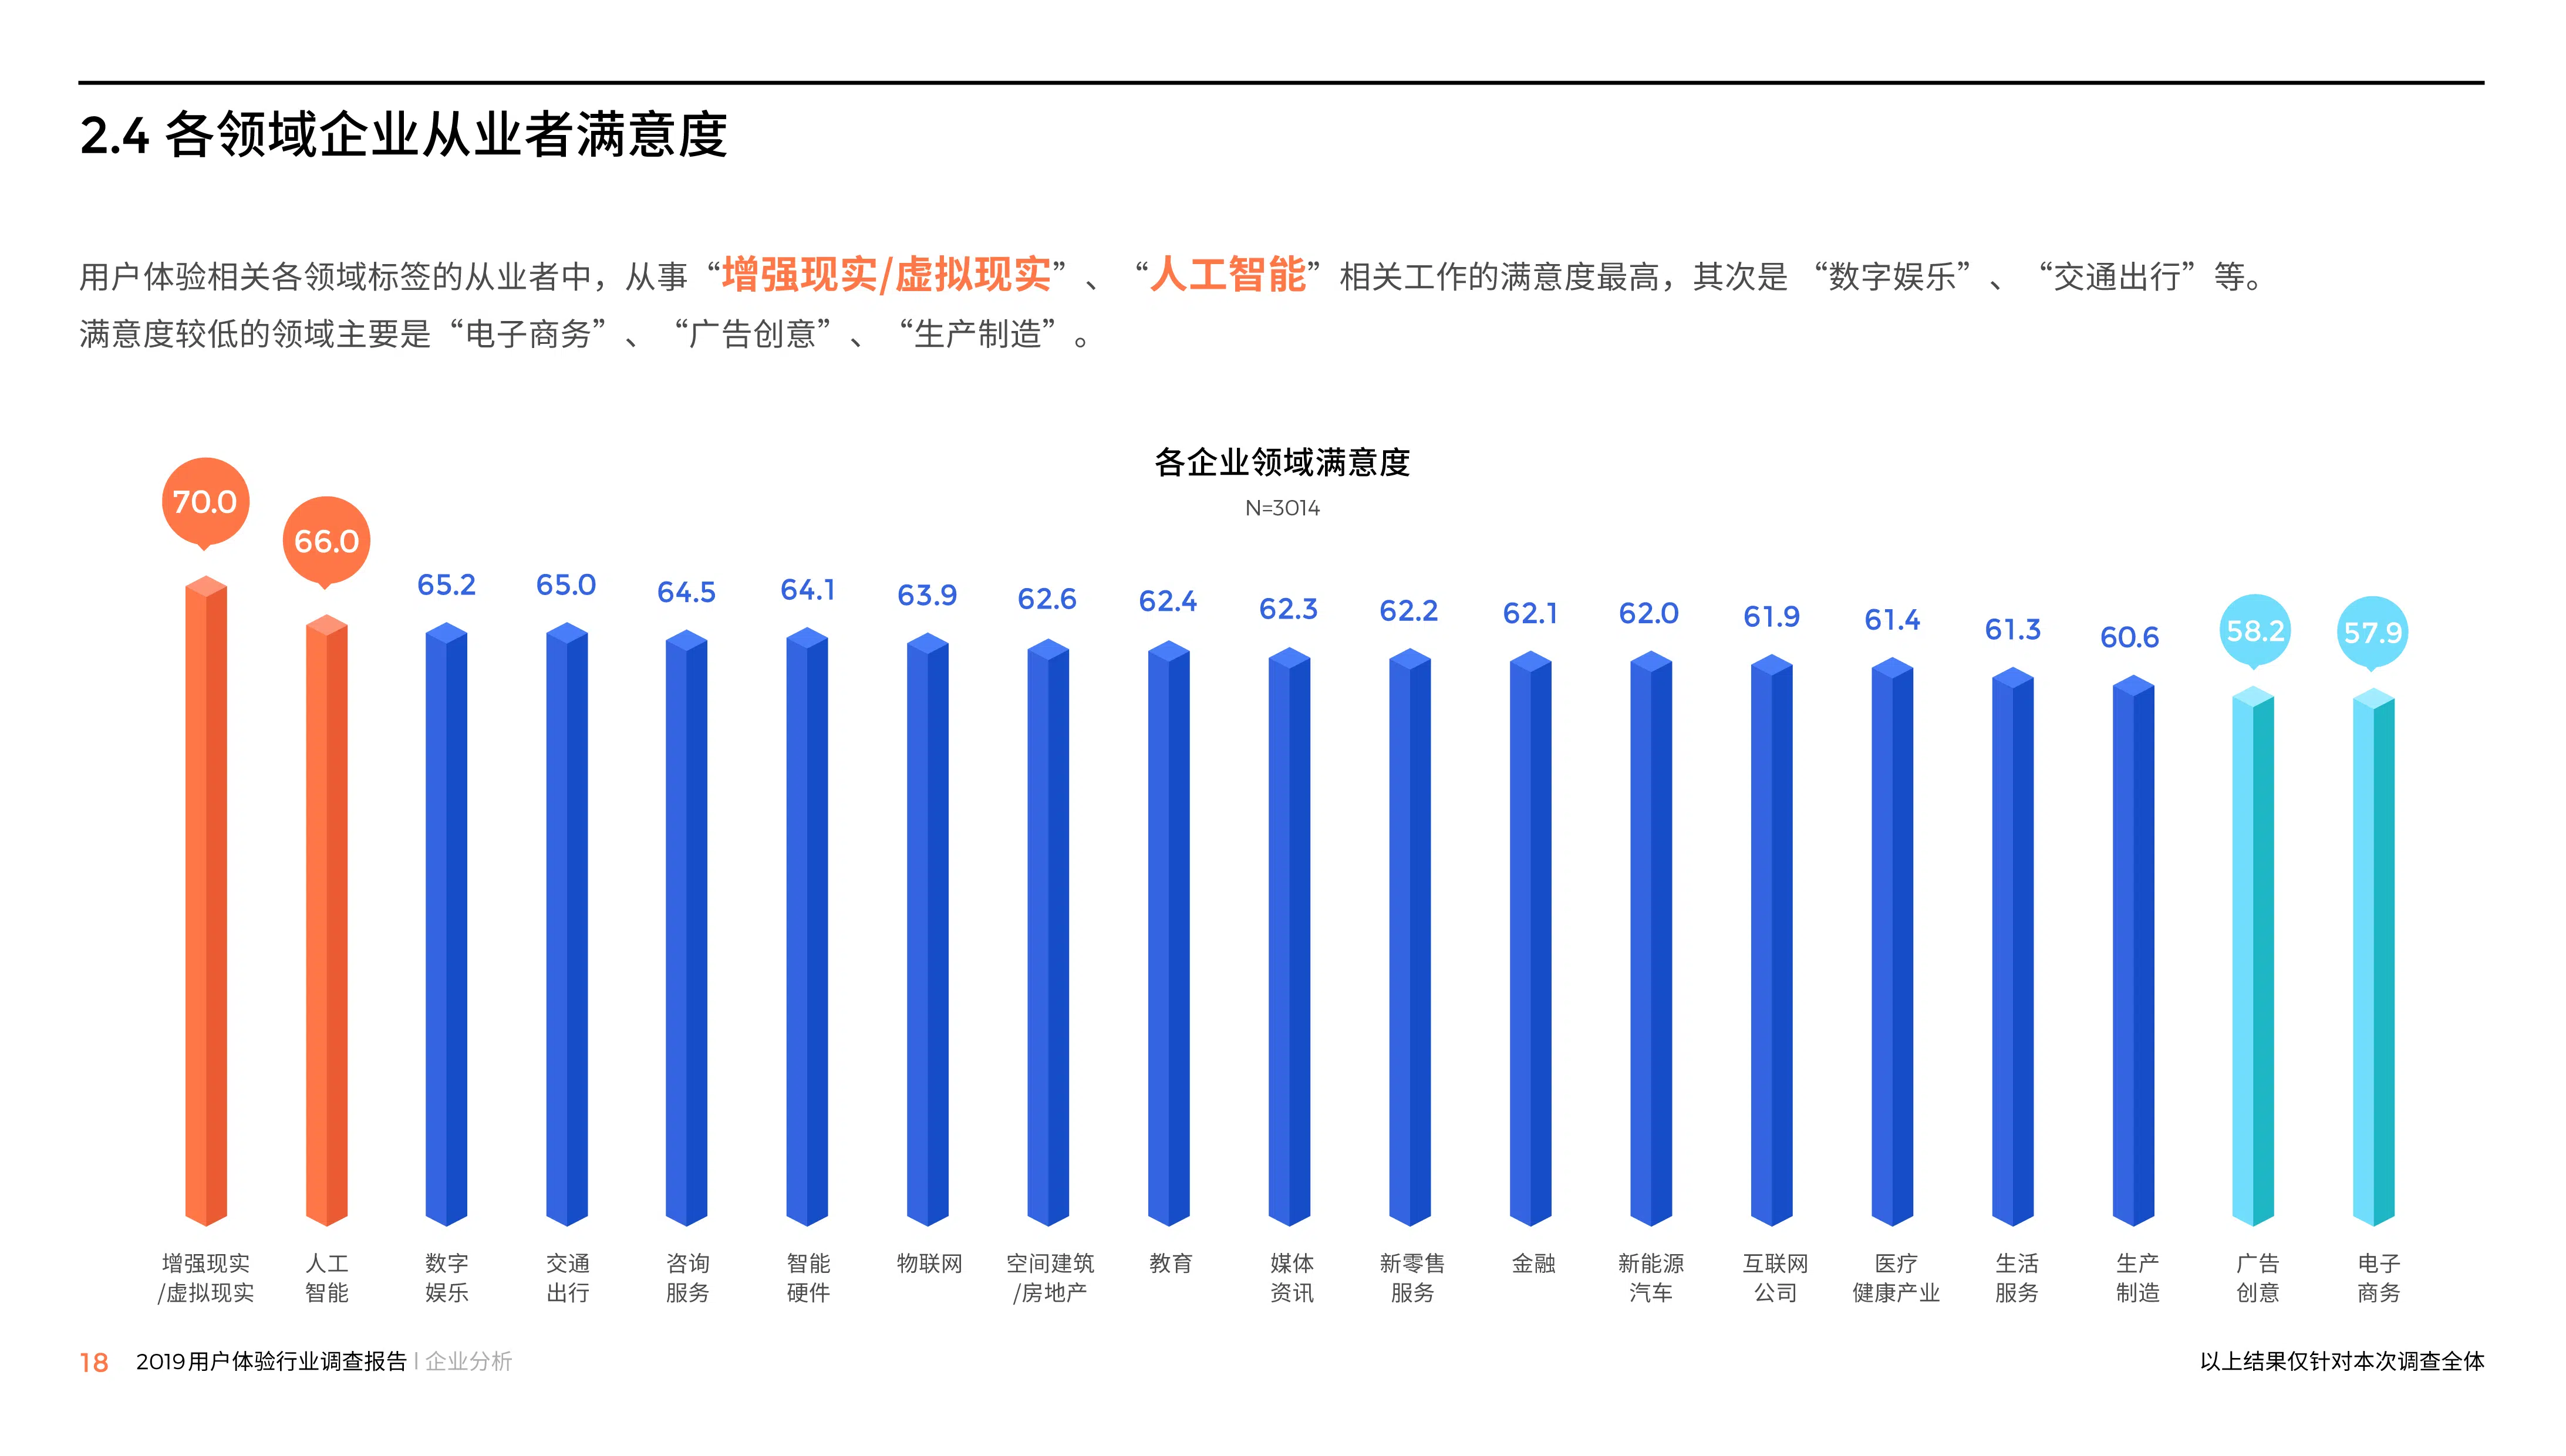 2.4 各领域企业从业者满意度
用户体验相关各领域标签的从业者中，从事“增强现实/虚拟现实”、“人工智能”相关工作的满意度最高，其次是 “数字娱乐”、 “交通出行”等。
满意度较低的领域主要是“电子商务”、 “广告创意”、 “生产制造”。
各企业领域满意度
N=3014
70.0
66.0
65.2
65.0
64.5
64.1
63.9
62.6
62.4
62.3
62.2
62.1
62.0
61.9
61.4
61.3
60.6
58.2
57.9
增强现实
/虚拟现实
人工
智能
数字
娱乐
交通
出行
咨询
服务
智能
硬件
物联网
空间建筑
/房地产
教育
媒体
资讯
新零售
服务
金融
新能源
汽车
互联网
公司
医疗
健康产业
生活
服务
生产
制造
广告
创意
电子
商务
18 2019用户体验行业调查报告 | 企业分析
以上结果仅针对本次调查全体